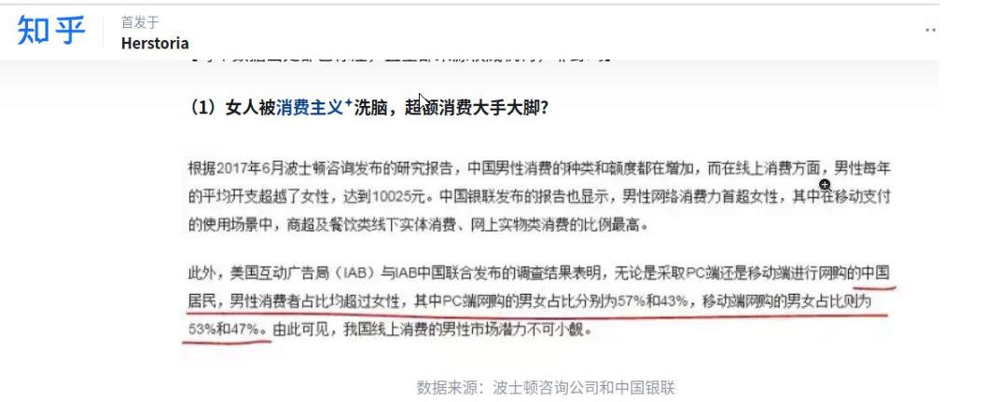 知乎
首发于
Herstoria
（1）女人被消费主义洗脑，超额消费大手大脚？
根据2017年6月波士顿咨询发布的研究报告，中国男性消费的种类和额度都在增加，而在线上消费方面，男性每年
的平均开支超越了女性，达到10025元。中国银联发布的报告也显示，男性网络消费力首超女性，其中在移动支付
的使用场景中，商超及餐饮类线下实体消费、网上实物类消费的比例最高。
此外，美国互动广告局（IAB）与IAB中国联合发布的调查结果表明，无论是采取PC端还是移动端进行网购的中国
居民，男性消费者占比均超过女性，其中PC端网购的男女占比分别为57%和43%，移动端网购的男女占比则为
53%和47%。由此可见，我国线上消费的男性市场潜力不可小觑。
数据来源：波士顿咨询公司和中国银联